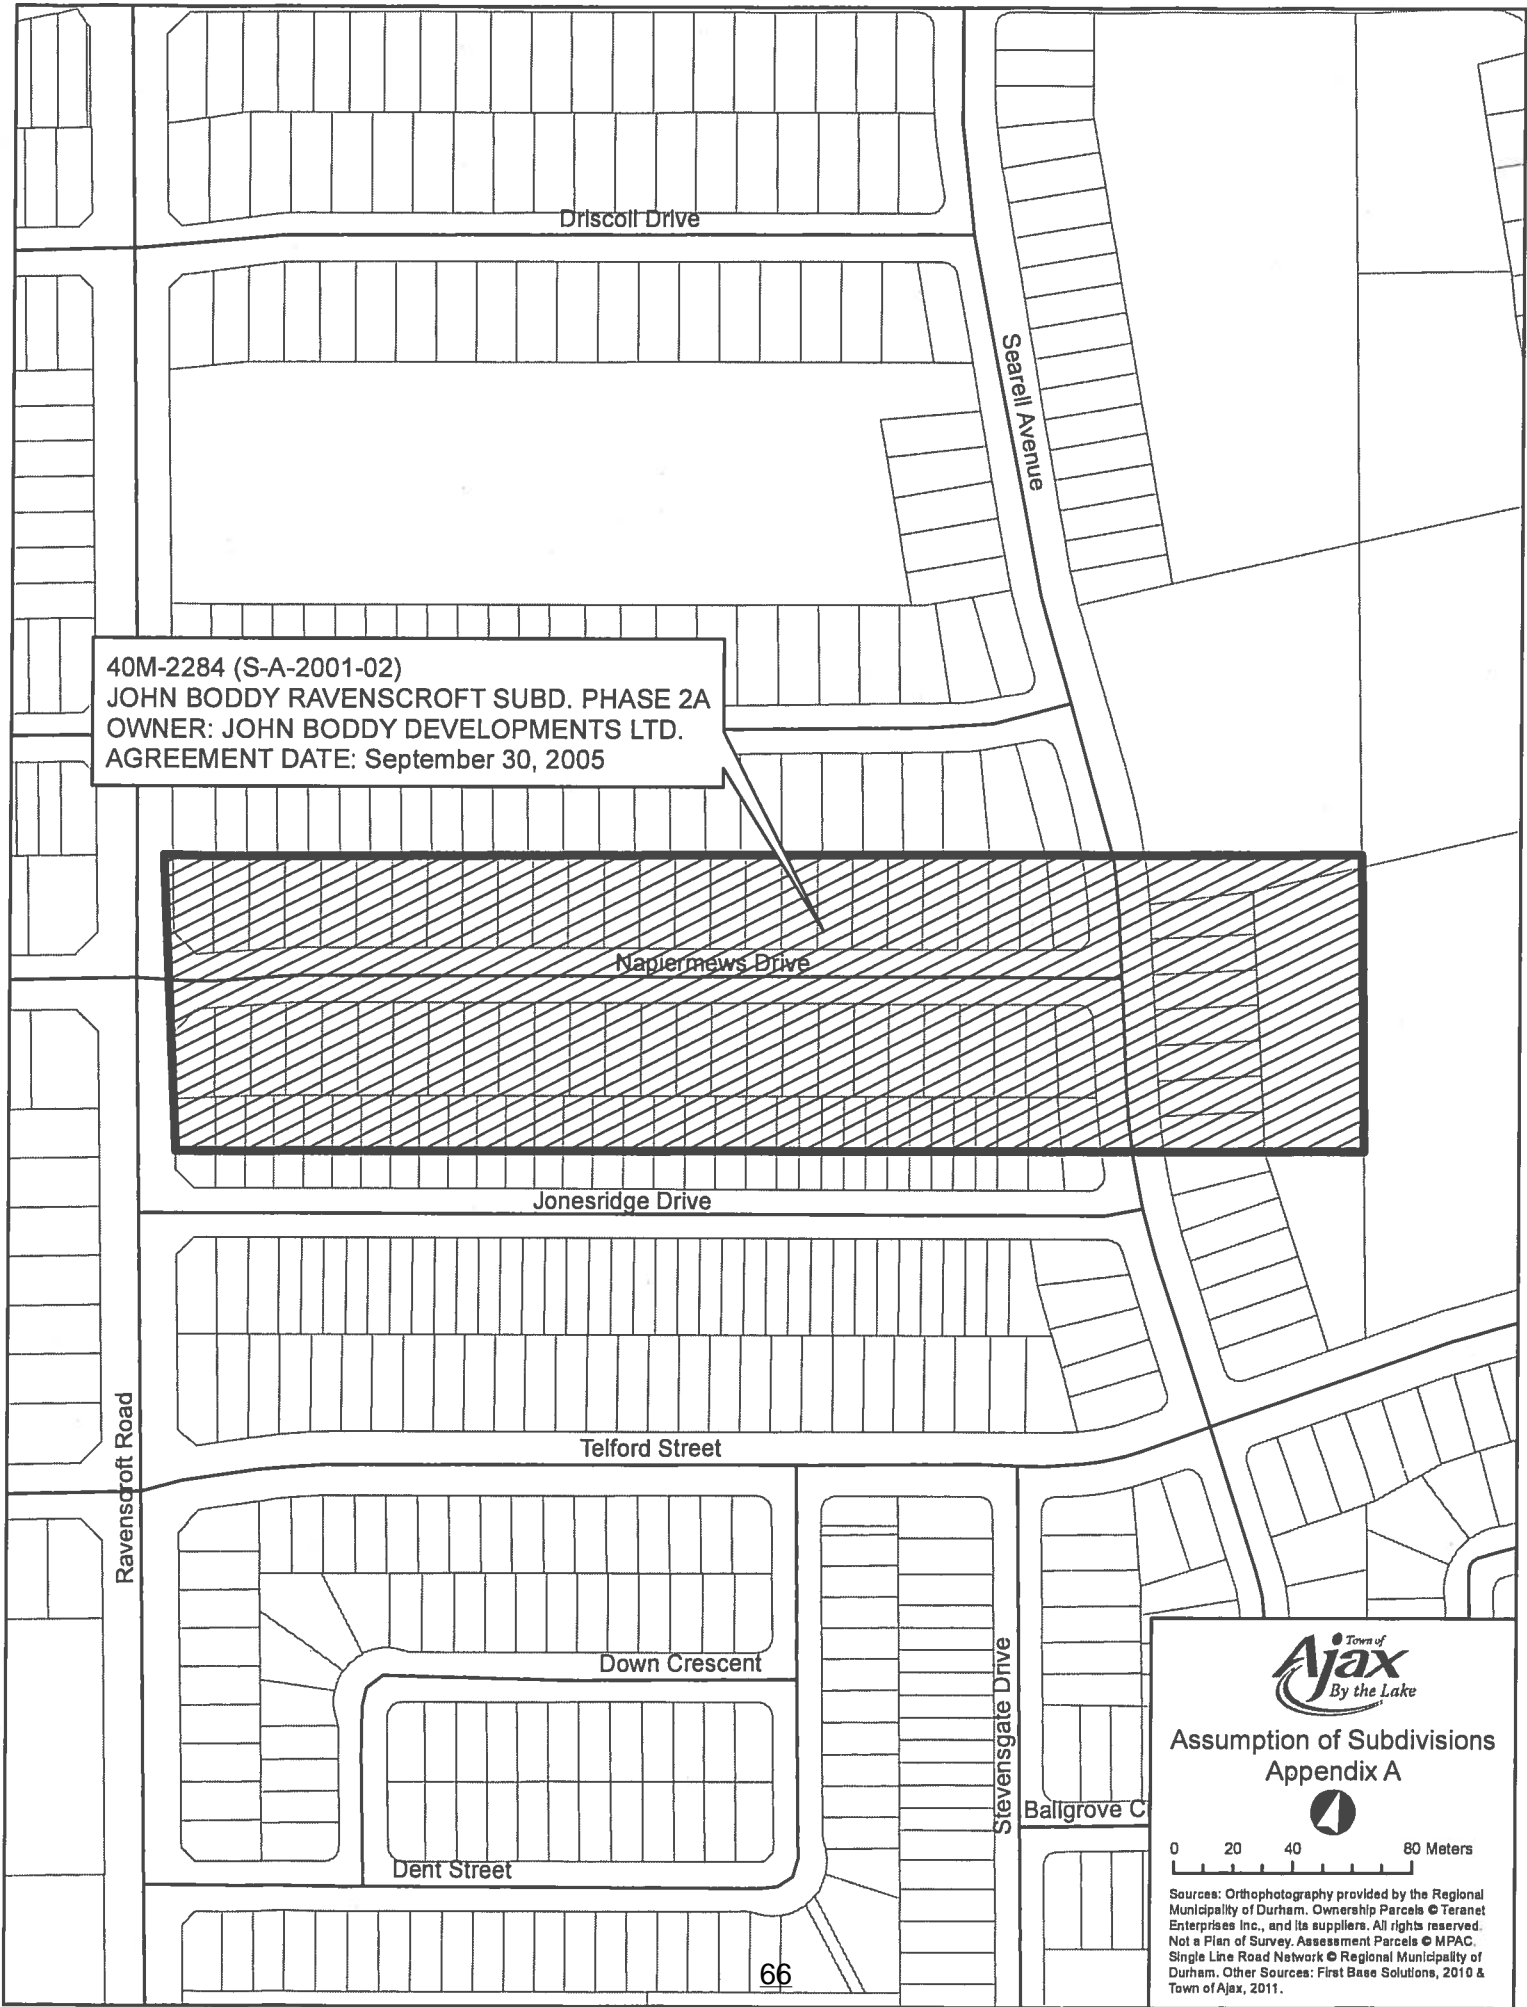 Driscoll Drive
Searell Avenue
40M-2284 (S-A-2001-02)
JOHN BODDY RAVENSCROFT SUBD. PHASE 2A
OWNER: JOHN BODDY DEVELOPMENTS LTD.
AGREEMENT DATE: September 30, 2005
Napiermews Drive
Jonesridge Drive
Ravenscroft Road
Telford Street
Down Crescent
Stevensgate Drive
Ballgrove C
Dent Street
Town of
Ajax
By the Lake
Assumption of Subdivisions
Appendix A
0 20 40 80 Meters
Sources: Orthophotography provided by the Regional
Municipality of Durham. Ownership Parcels © Teranet
Enterprises Inc., and its suppliers. All rights reserved.
Not a Plan of Survey. Assessment Parcels © MPAC.
Single Line Road Network © Regional Municipality of
Durham. Other Sources: First Base Solutions, 2010 &
Town of Ajax, 2011.
66